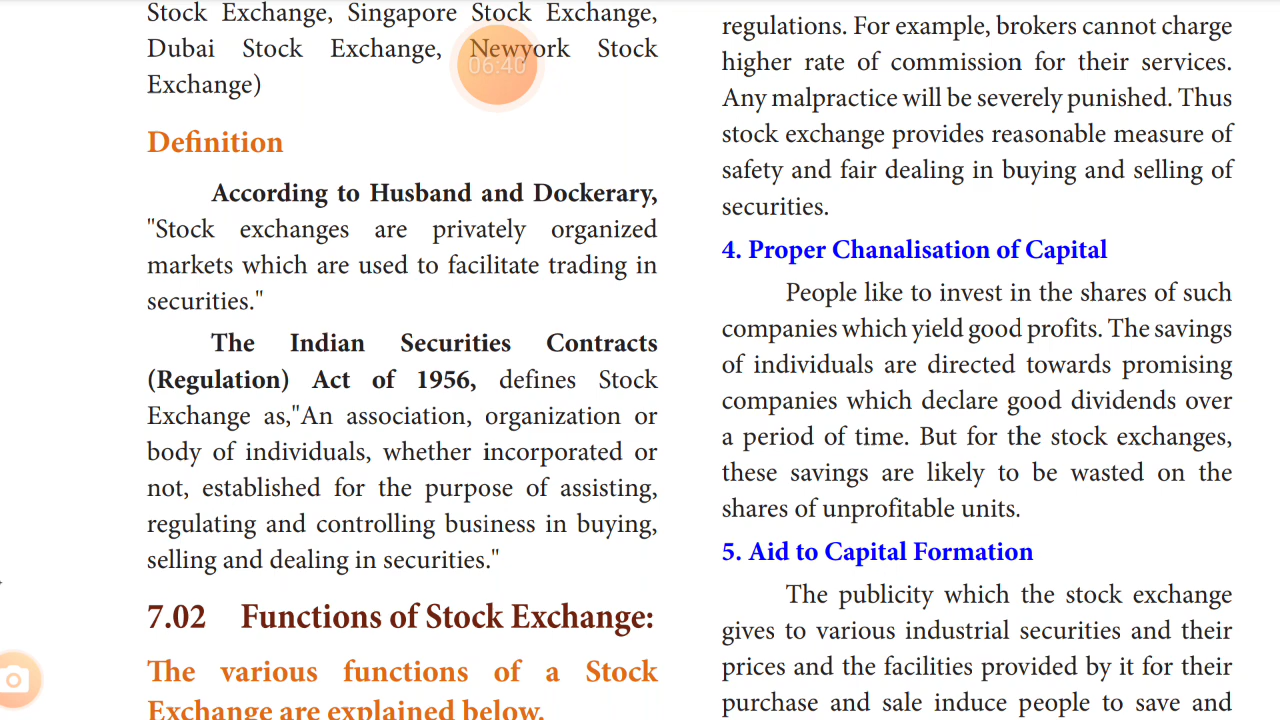 Stock Exchange, Singapore Stock Exchange,
Dubai Stock Exchange, Newyork Stock
Exchange)
06:40
Definition
According to Husband and Dockerary,
"Stock exchanges are privately organized
markets which are used to facilitate trading in
securities."
The Indian Securities Contracts
(Regulation) Act of 1956, defines Stock
Exchange as,"An association, organization or
body of individuals, whether incorporated or
not, established for the purpose of assisting,
regulating and controlling business in buying,
selling and dealing in securities."
7.02 Functions of Stock Exchange:
The various functions of a Stock
Exchange are explained below.
regulations. For example, brokers cannot charge
higher rate of commission for their services.
Any malpractice will be severely punished. Thus
stock exchange provides reasonable measure of
safety and fair dealing in buying and selling of
securities.
4. Proper Chanalisation of Capital
People like to invest in the shares of such
companies which yield good profits. The savings
of individuals are directed towards promising
companies which declare good dividends over
a period of time. But for the stock exchanges,
these savings are likely to be wasted on the
shares of unprofitable units.
5. Aid to Capital Formation
The publicity which the stock exchange
gives to various industrial securities and their
prices and the facilities provided by it for their
purchase and sale induce people to save and